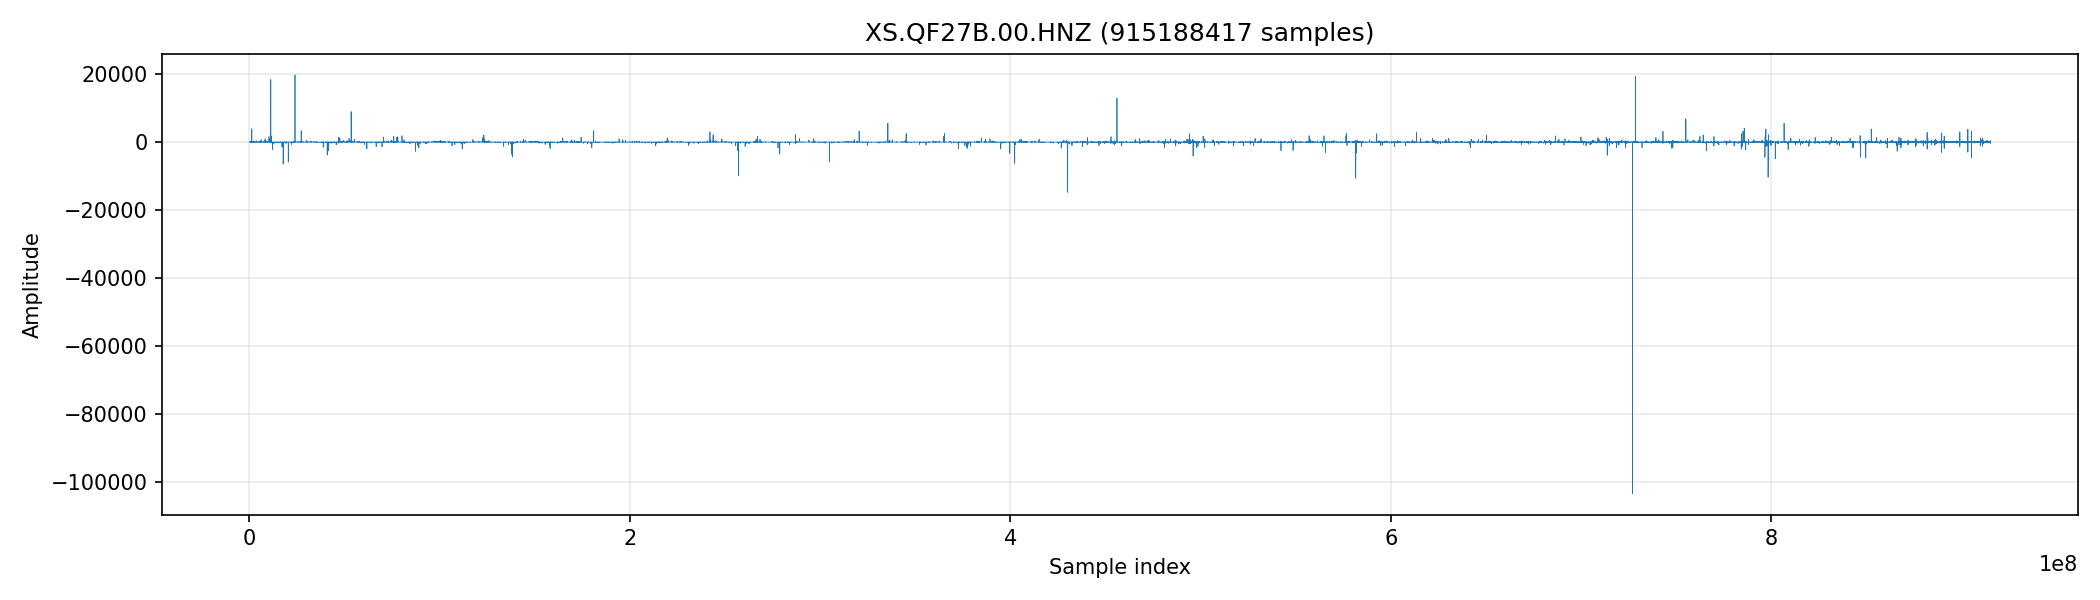 XS.QF27B.00.HNZ (915188417 samples)
20000
0
−20000
−40000
−60000
−80000
−100000
Amplitude
0 2 4 6 8
1e8
Sample index